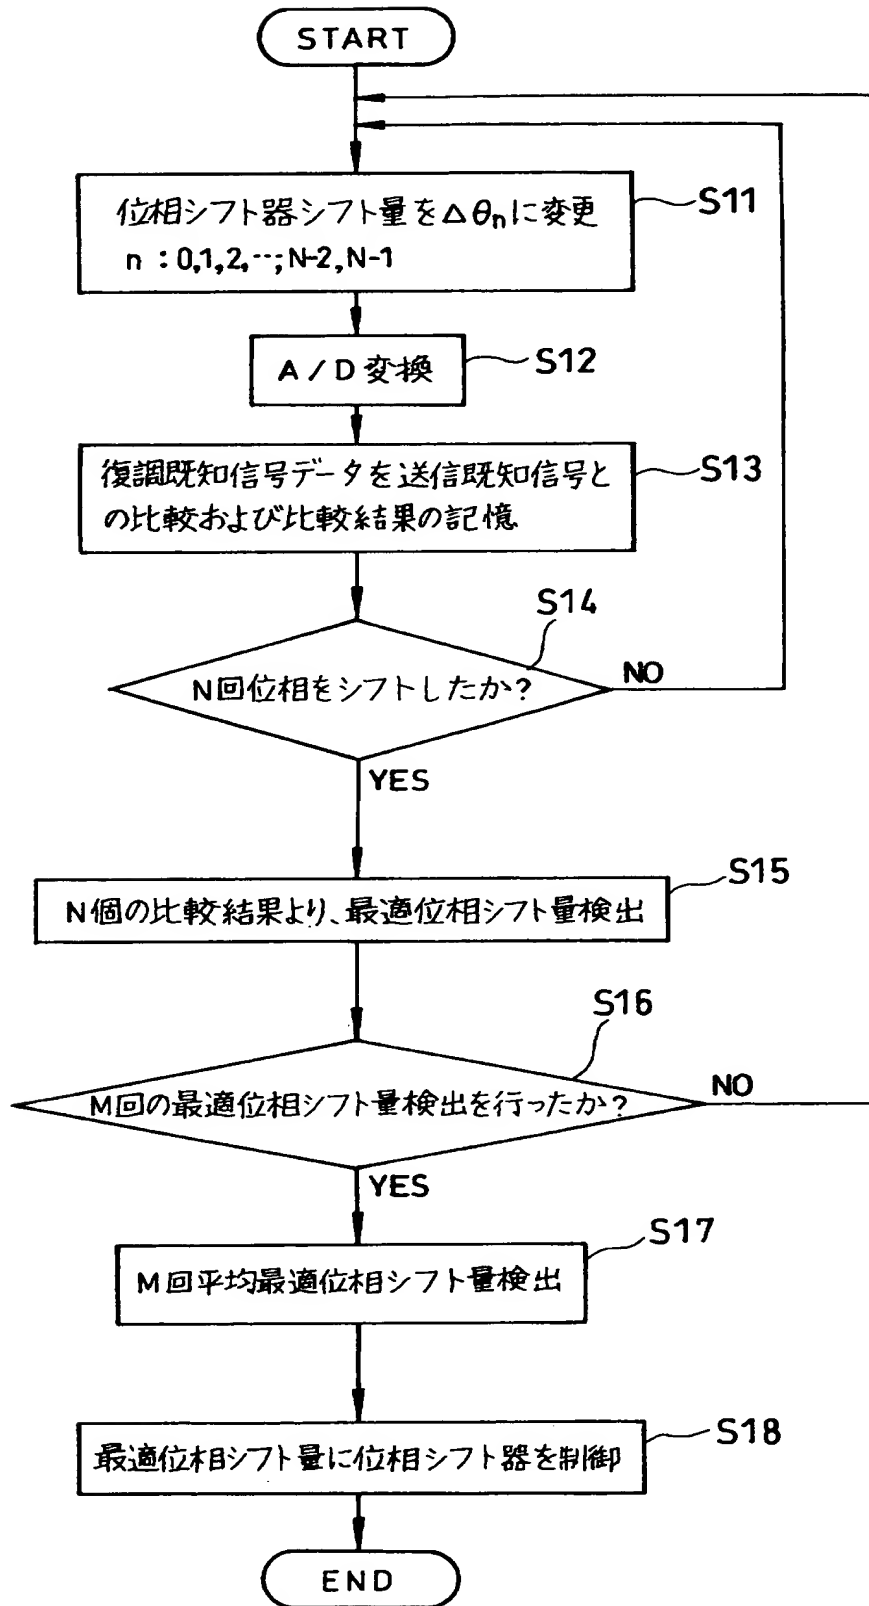 START
位相シフト器シフト量をΔθnに変更
n:0,1,2,…;N-2,N-1
S11
A/D変換
S12
復調既知信号データを送信既知信号と
の比較および比較結果の記憶
S13
S14
N回位相をシフトしたか?
NO
YES
N個の比較結果より、最適位相シフト量検出
S15
S16
M回の最適位相シフト量検出を行ったか?
NO
YES
M回平均最適位相シフト量検出
S17
最適位相シフト量に位相シフト器を制御
S18
END